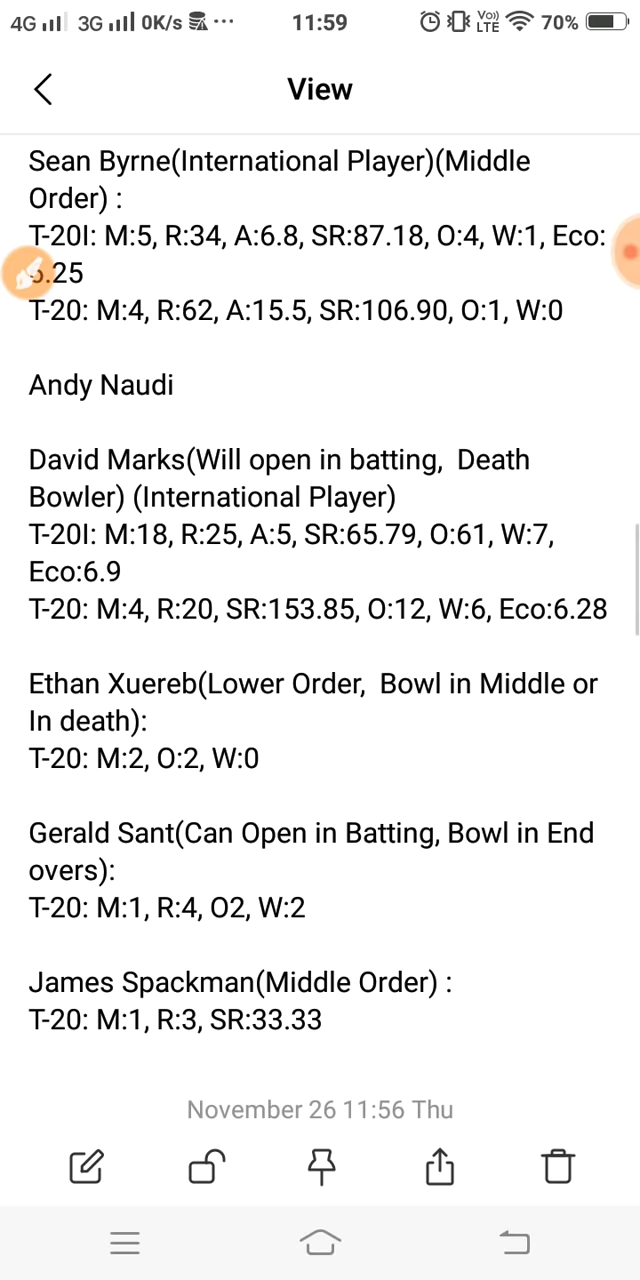 4G 3G 0K/s ... 11:59 Vo)) LTE 70%
View
Sean Byrne(International Player)(Middle
Order) :
T-20I: M:5, R:34, A:6.8, SR:87.18, O:4, W:1, Eco:
.25
T-20: M:4, R:62, A:15.5, SR:106.90, O:1, W:0
Andy Naudi
David Marks(Will open in batting,  Death
Bowler) (International Player)
T-20I: M:18, R:25, A:5, SR:65.79, O:61, W:7,
Eco:6.9
T-20: M:4, R:20, SR:153.85, O:12, W:6, Eco:6.28
Ethan Xuereb(Lower Order,  Bowl in Middle or
In death):
T-20: M:2, O:2, W:0
Gerald Sant(Can Open in Batting, Bowl in End
overs):
T-20: M:1, R:4, O2, W:2
James Spackman(Middle Order) :
T-20: M:1, R:3, SR:33.33
November 26 11:56 Thu